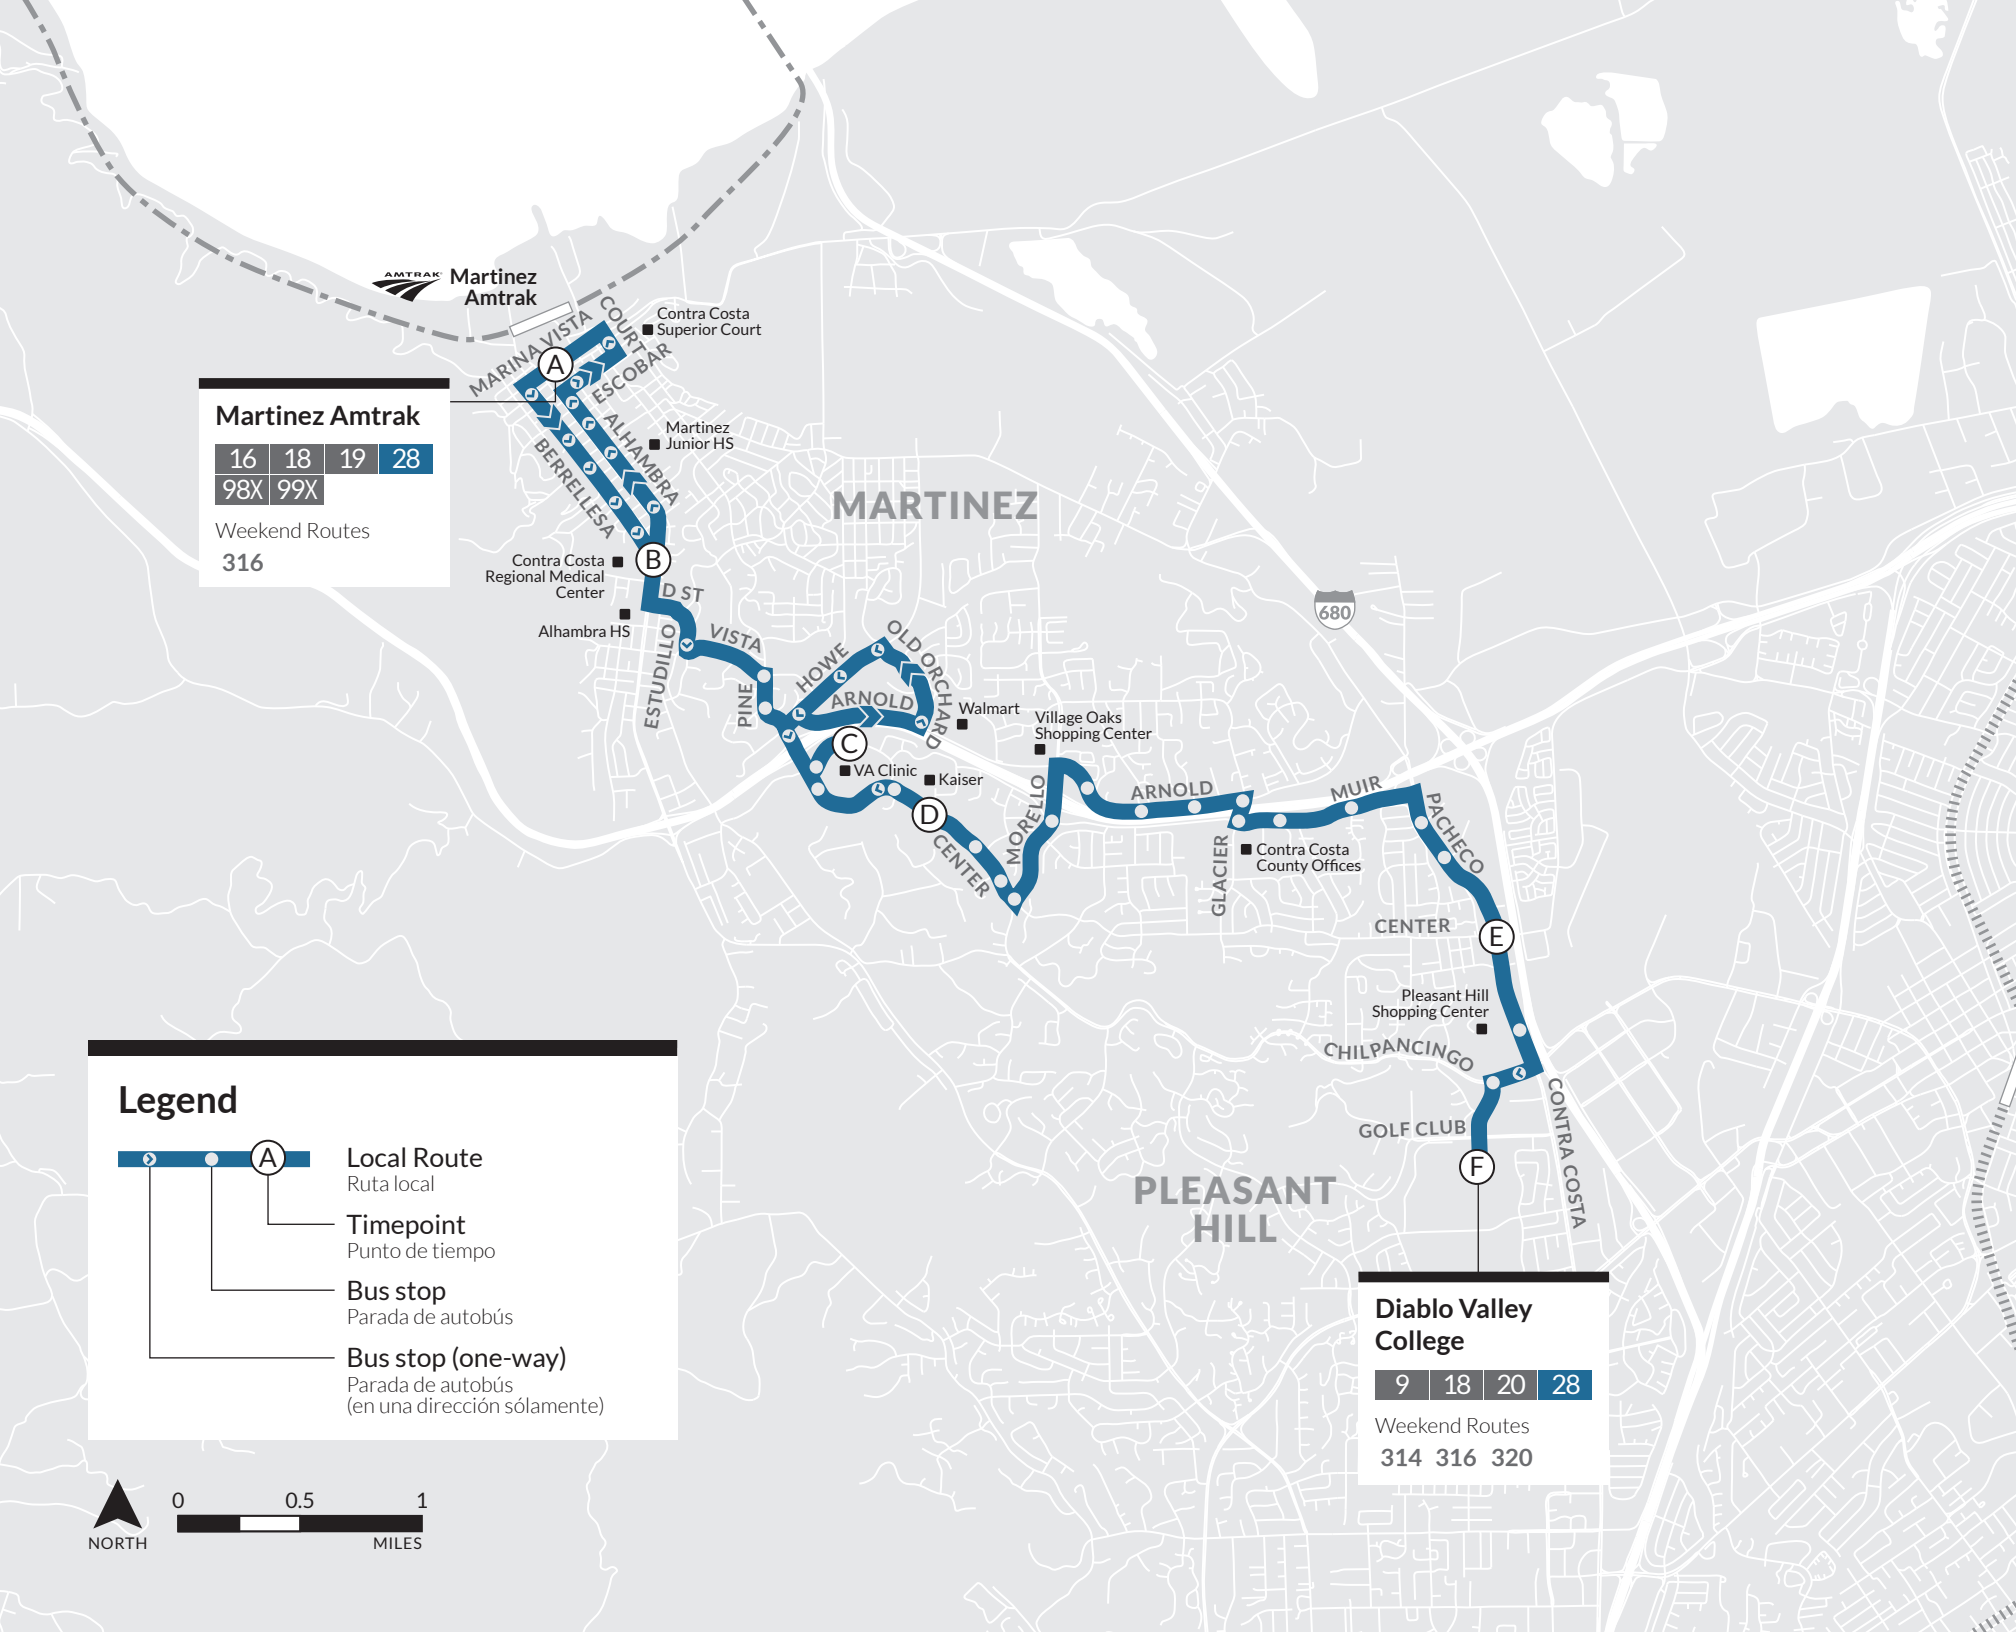 AMTRAK
Martinez
Amtrak
MARINA VISTA
COURT
ESCOBAR
Contra Costa
Superior Court
A
Martinez Amtrak
16 18 19 28
98X 99X
Weekend Routes
316
ALHAMBRA
BERRELLESA
Martinez
Junior HS
MARTINEZ
B
Contra Costa
Regional Medical
Center
D ST
Alhambra HS
680
ESTUDILLO
VISTA
PINE
HOWE
OLD ORCHARD
ARNOLD
Walmart
C
VA Clinic
Kaiser
D
CENTER
Village Oaks
Shopping Center
MORELLO
ARNOLD
GLACIER
Contra Costa
County Offices
MUIR
PACHECO
CENTER
E
Pleasant Hill
Shopping Center
CHILPANCINGO
CONTRA COSTA
GOLF CLUB
F
PLEASANT
HILL
Diablo Valley
College
9 18 20 28
Weekend Routes
314 316 320
Legend
A
Local Route
Ruta local
Timepoint
Punto de tiempo
Bus stop
Parada de autobús
Bus stop (one-way)
Parada de autobús
(en una dirección sólamente)
0 0.5 1
NORTH
MILES